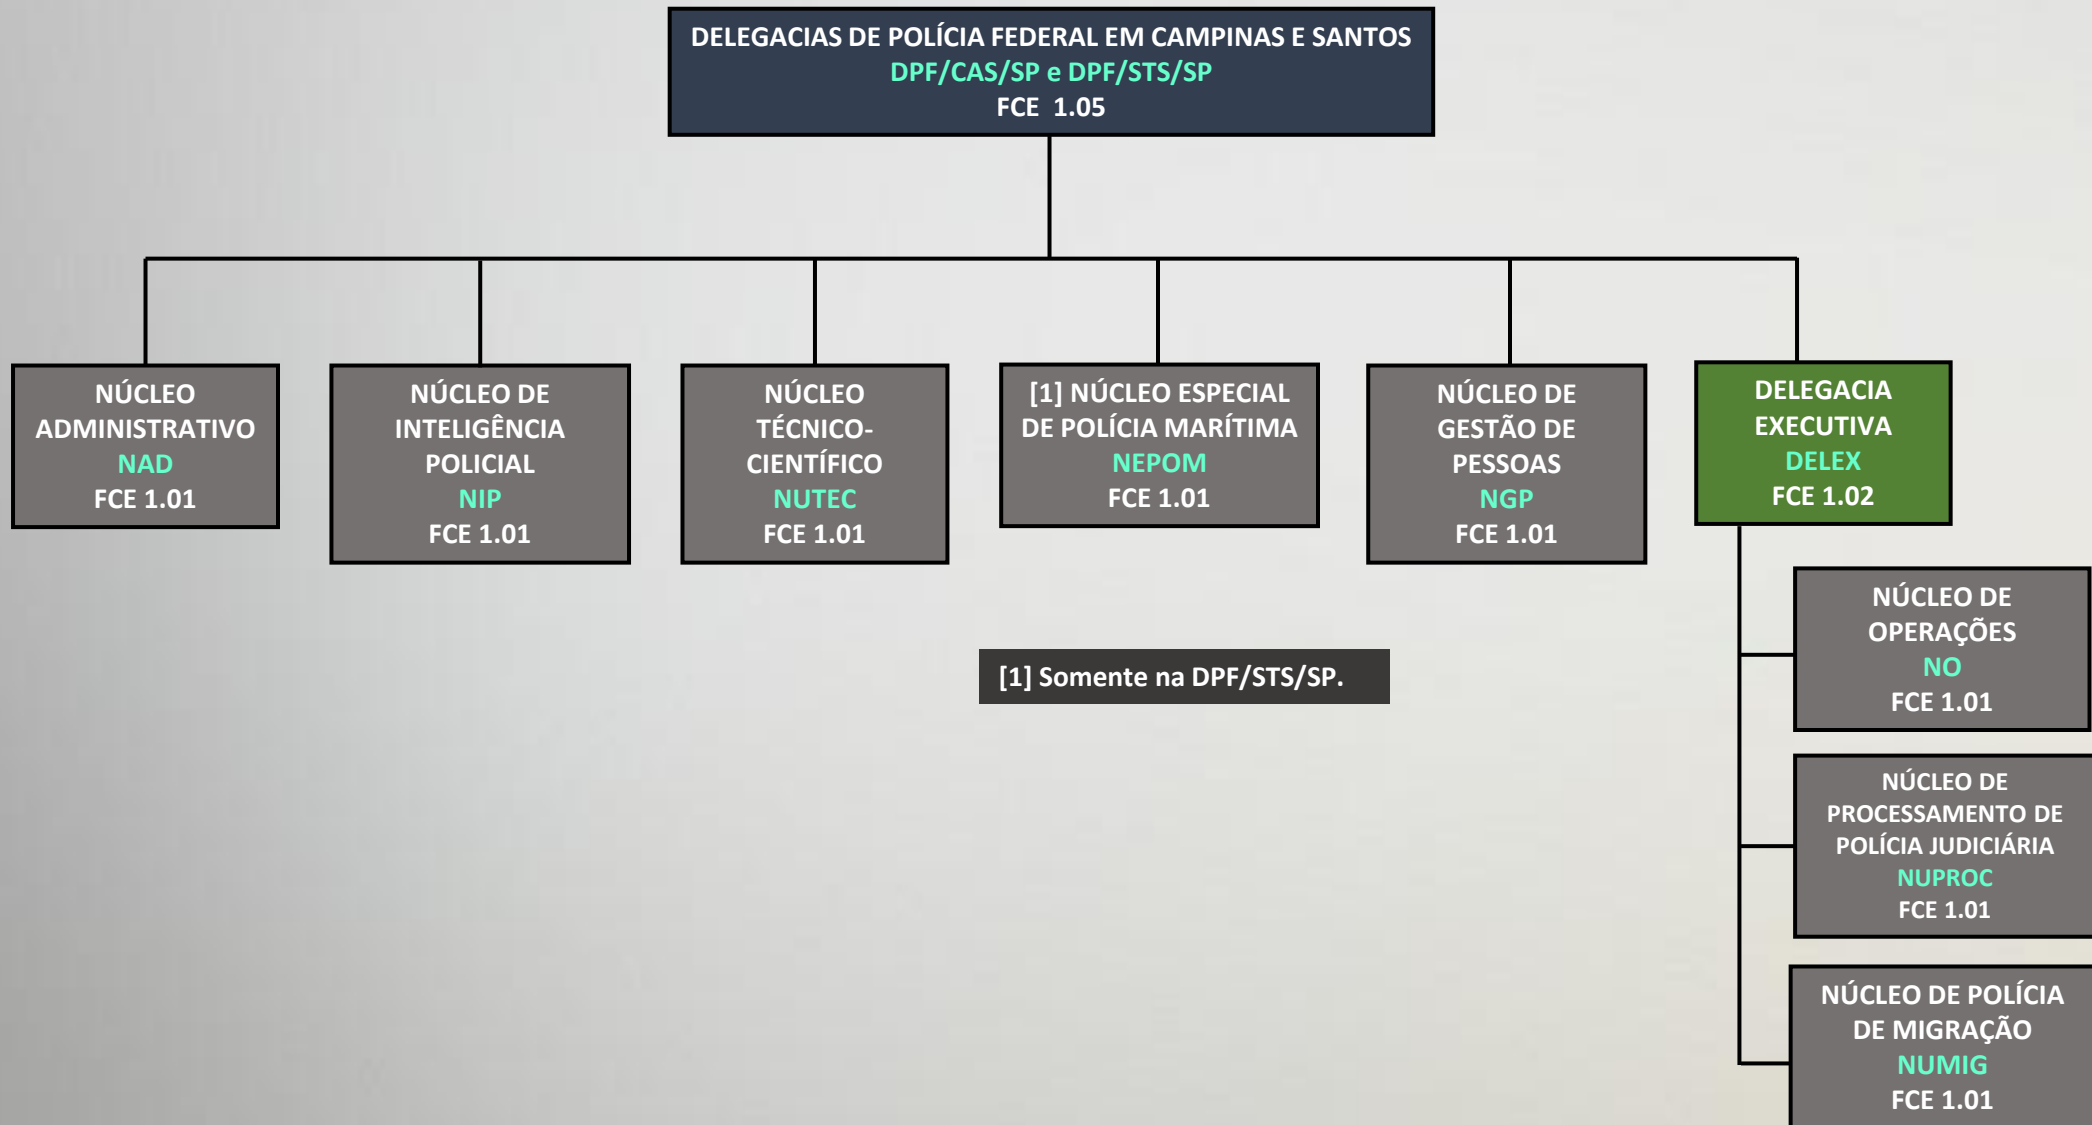 DELEGACIAS DE POLÍCIA FEDERAL EM CAMPINAS E SANTOS
DPF/CAS/SP e DPF/STS/SP
FCE 1.05
NÚCLEO
ADMINISTRATIVO
NAD
FCE 1.01
NÚCLEO DE
INTELIGÊNCIA
POLICIAL
NIP
FCE 1.01
NÚCLEO
TÉCNICO-
CIENTÍFICO
NUTEC
FCE 1.01
[1] NÚCLEO ESPECIAL
DE POLÍCIA MARÍTIMA
NEPOM
FCE 1.01
NÚCLEO DE
GESTÃO DE
PESSOAS
NGP
FCE 1.01
DELEGACIA
EXECUTIVA
DELEX
FCE 1.02
NÚCLEO DE
OPERAÇÕES
NO
FCE 1.01
[1] Somente na DPF/STS/SP.
NÚCLEO DE
PROCESSAMENTO DE
POLÍCIA JUDICIÁRIA
NUPROC
FCE 1.01
NÚCLEO DE POLÍCIA
DE MIGRAÇÃO
NUMIG
FCE 1.01